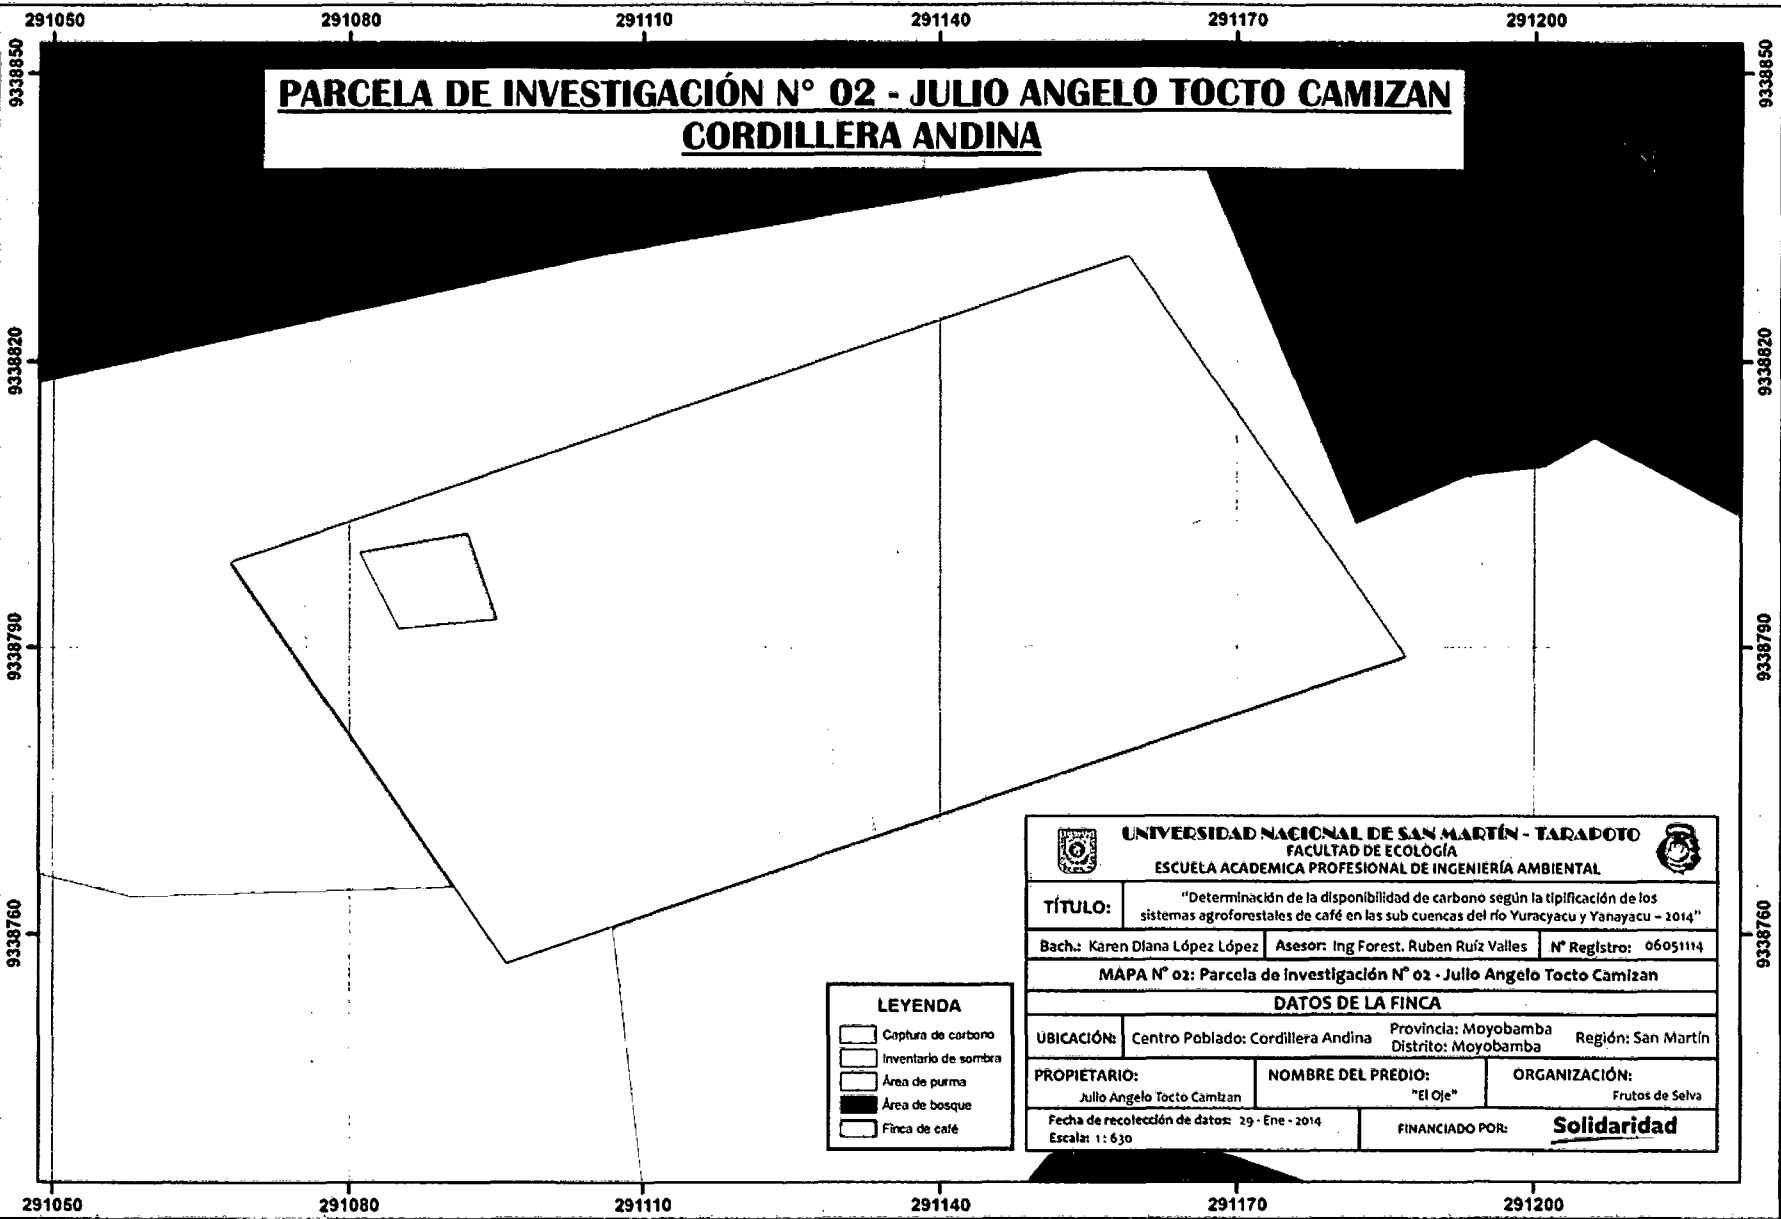 291050 291080 291110 291140 291170 291200
9338850 9338850
PARCELA DE INVESTIGACIÓN N° 02 - JULIO ANGELO TOCTO CAMIZAN
CORDILLERA ANDINA
9338820 9338820
9338790 9338790
9338760 9338760
LEYENDA
Captura de carbono
Inventario de sombra
Área de purma
Área de bosque
Finca de café
UNIVERSIDAD NACIONAL DE SAN MARTÍN - TARAPOTO
FACULTAD DE ECOLOGÍA
ESCUELA ACADEMICA PROFESIONAL DE INGENIERÍA AMBIENTAL
TÍTULO: "Determinación de la disponibilidad de carbono según la tipificación de los
sistemas agroforestales de café en las sub cuencas del río Yuracyacu y Yanayacu - 2014"
Bach.: Karen Diana López López Asesor: Ing Forest. Ruben Ruíz Valles N° Registro: 06051114
MAPA N° 02: Parcela de investigación N° 02 - Julio Angelo Tocto Camizan
DATOS DE LA FINCA
UBICACIÓN: Centro Poblado: Cordillera Andina Provincia: Moyobamba Región: San Martín
Distrito: Moyobamba
PROPIETARIO: NOMBRE DEL PREDIO: ORGANIZACIÓN:
Julio Angelo Tocto Camizan "El Oje" Frutos de Selva
Fecha de recolección de datos: 29 - Ene - 2014 FINANCIADO POR: Solidaridad
Escala: 1: 630
291050 291080 291110 291140 291170 291200